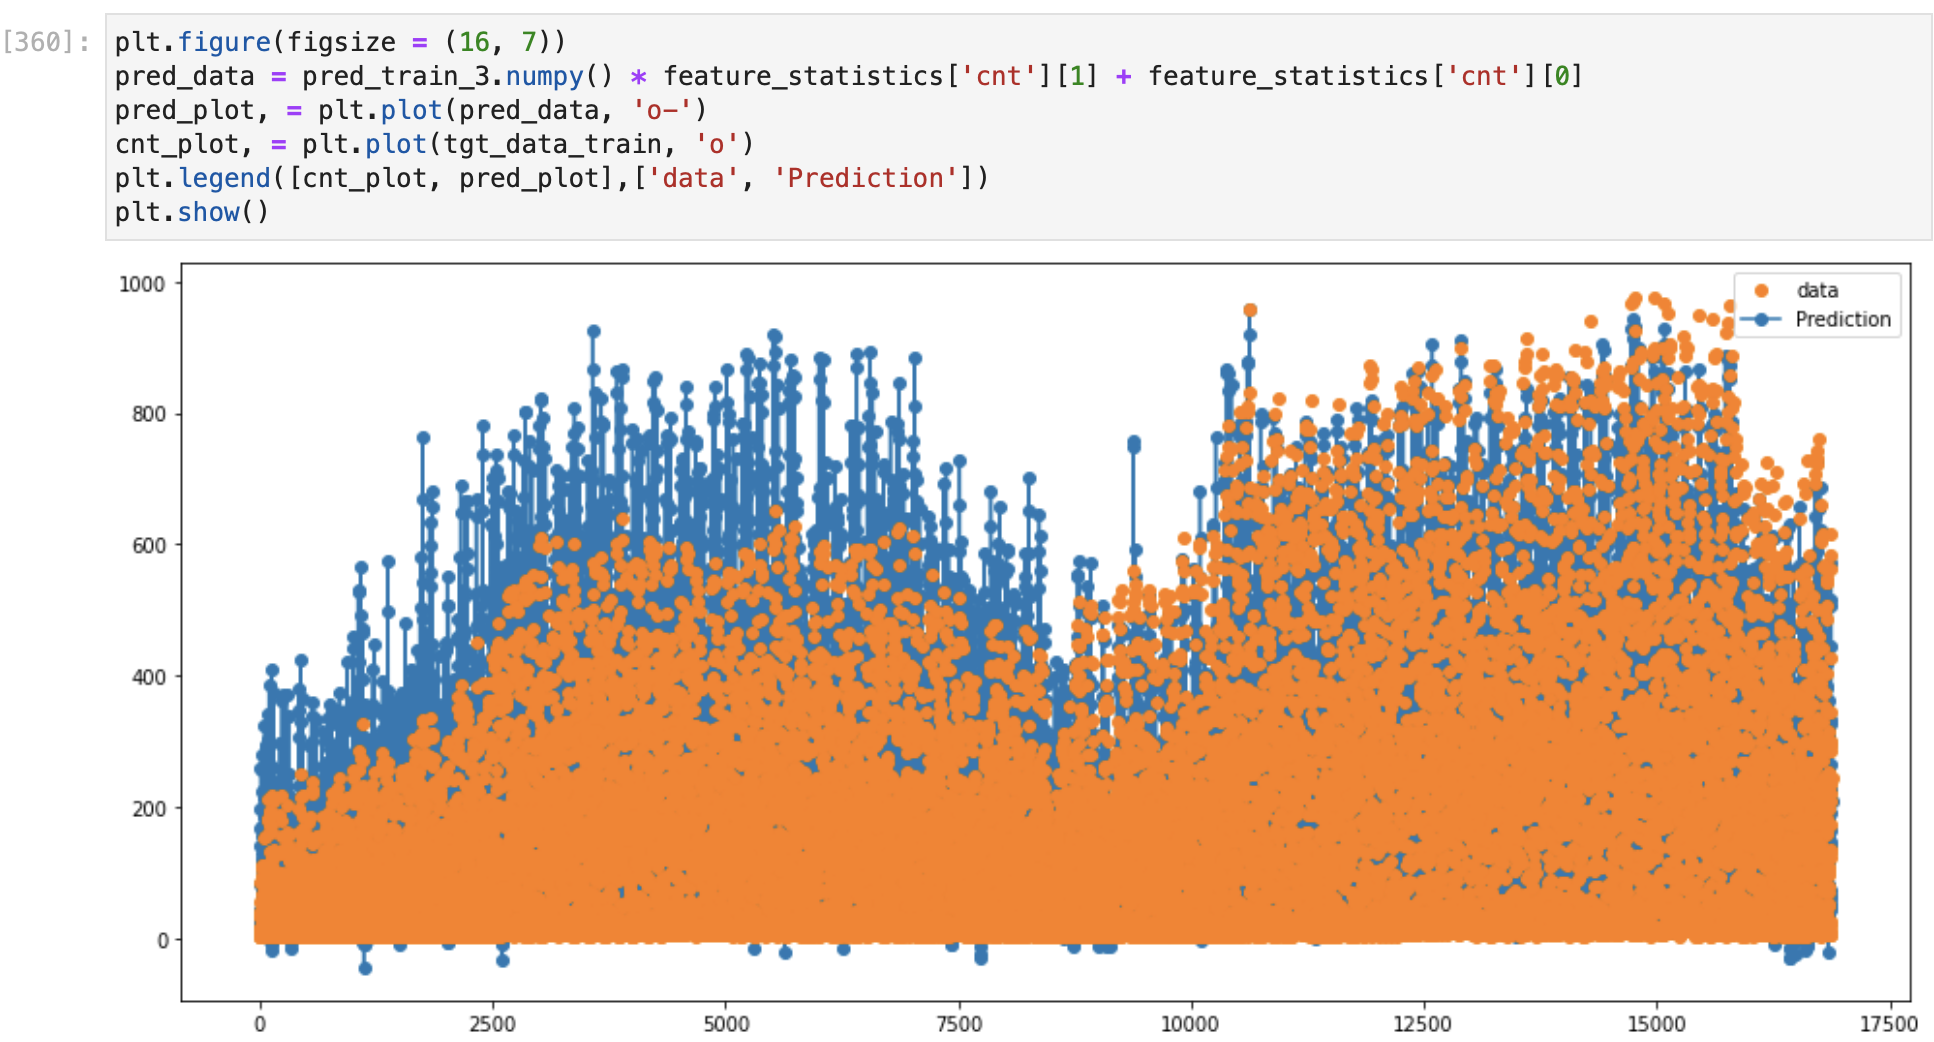 [360]: plt.figure(figsize = (16, 7))
pred_data = pred_train_3.numpy() * feature_statistics['cnt'][1] + feature_statistics['cnt'][0]
pred_plot, = plt.plot(pred_data, 'o-')
cnt_plot, = plt.plot(tgt_data_train, 'o')
plt.legend([cnt_plot, pred_plot],['data', 'Prediction'])
plt.show()
1000
data
Prediction
800
600
400
200
0
0 2500 5000 7500 10000 12500 15000 17500